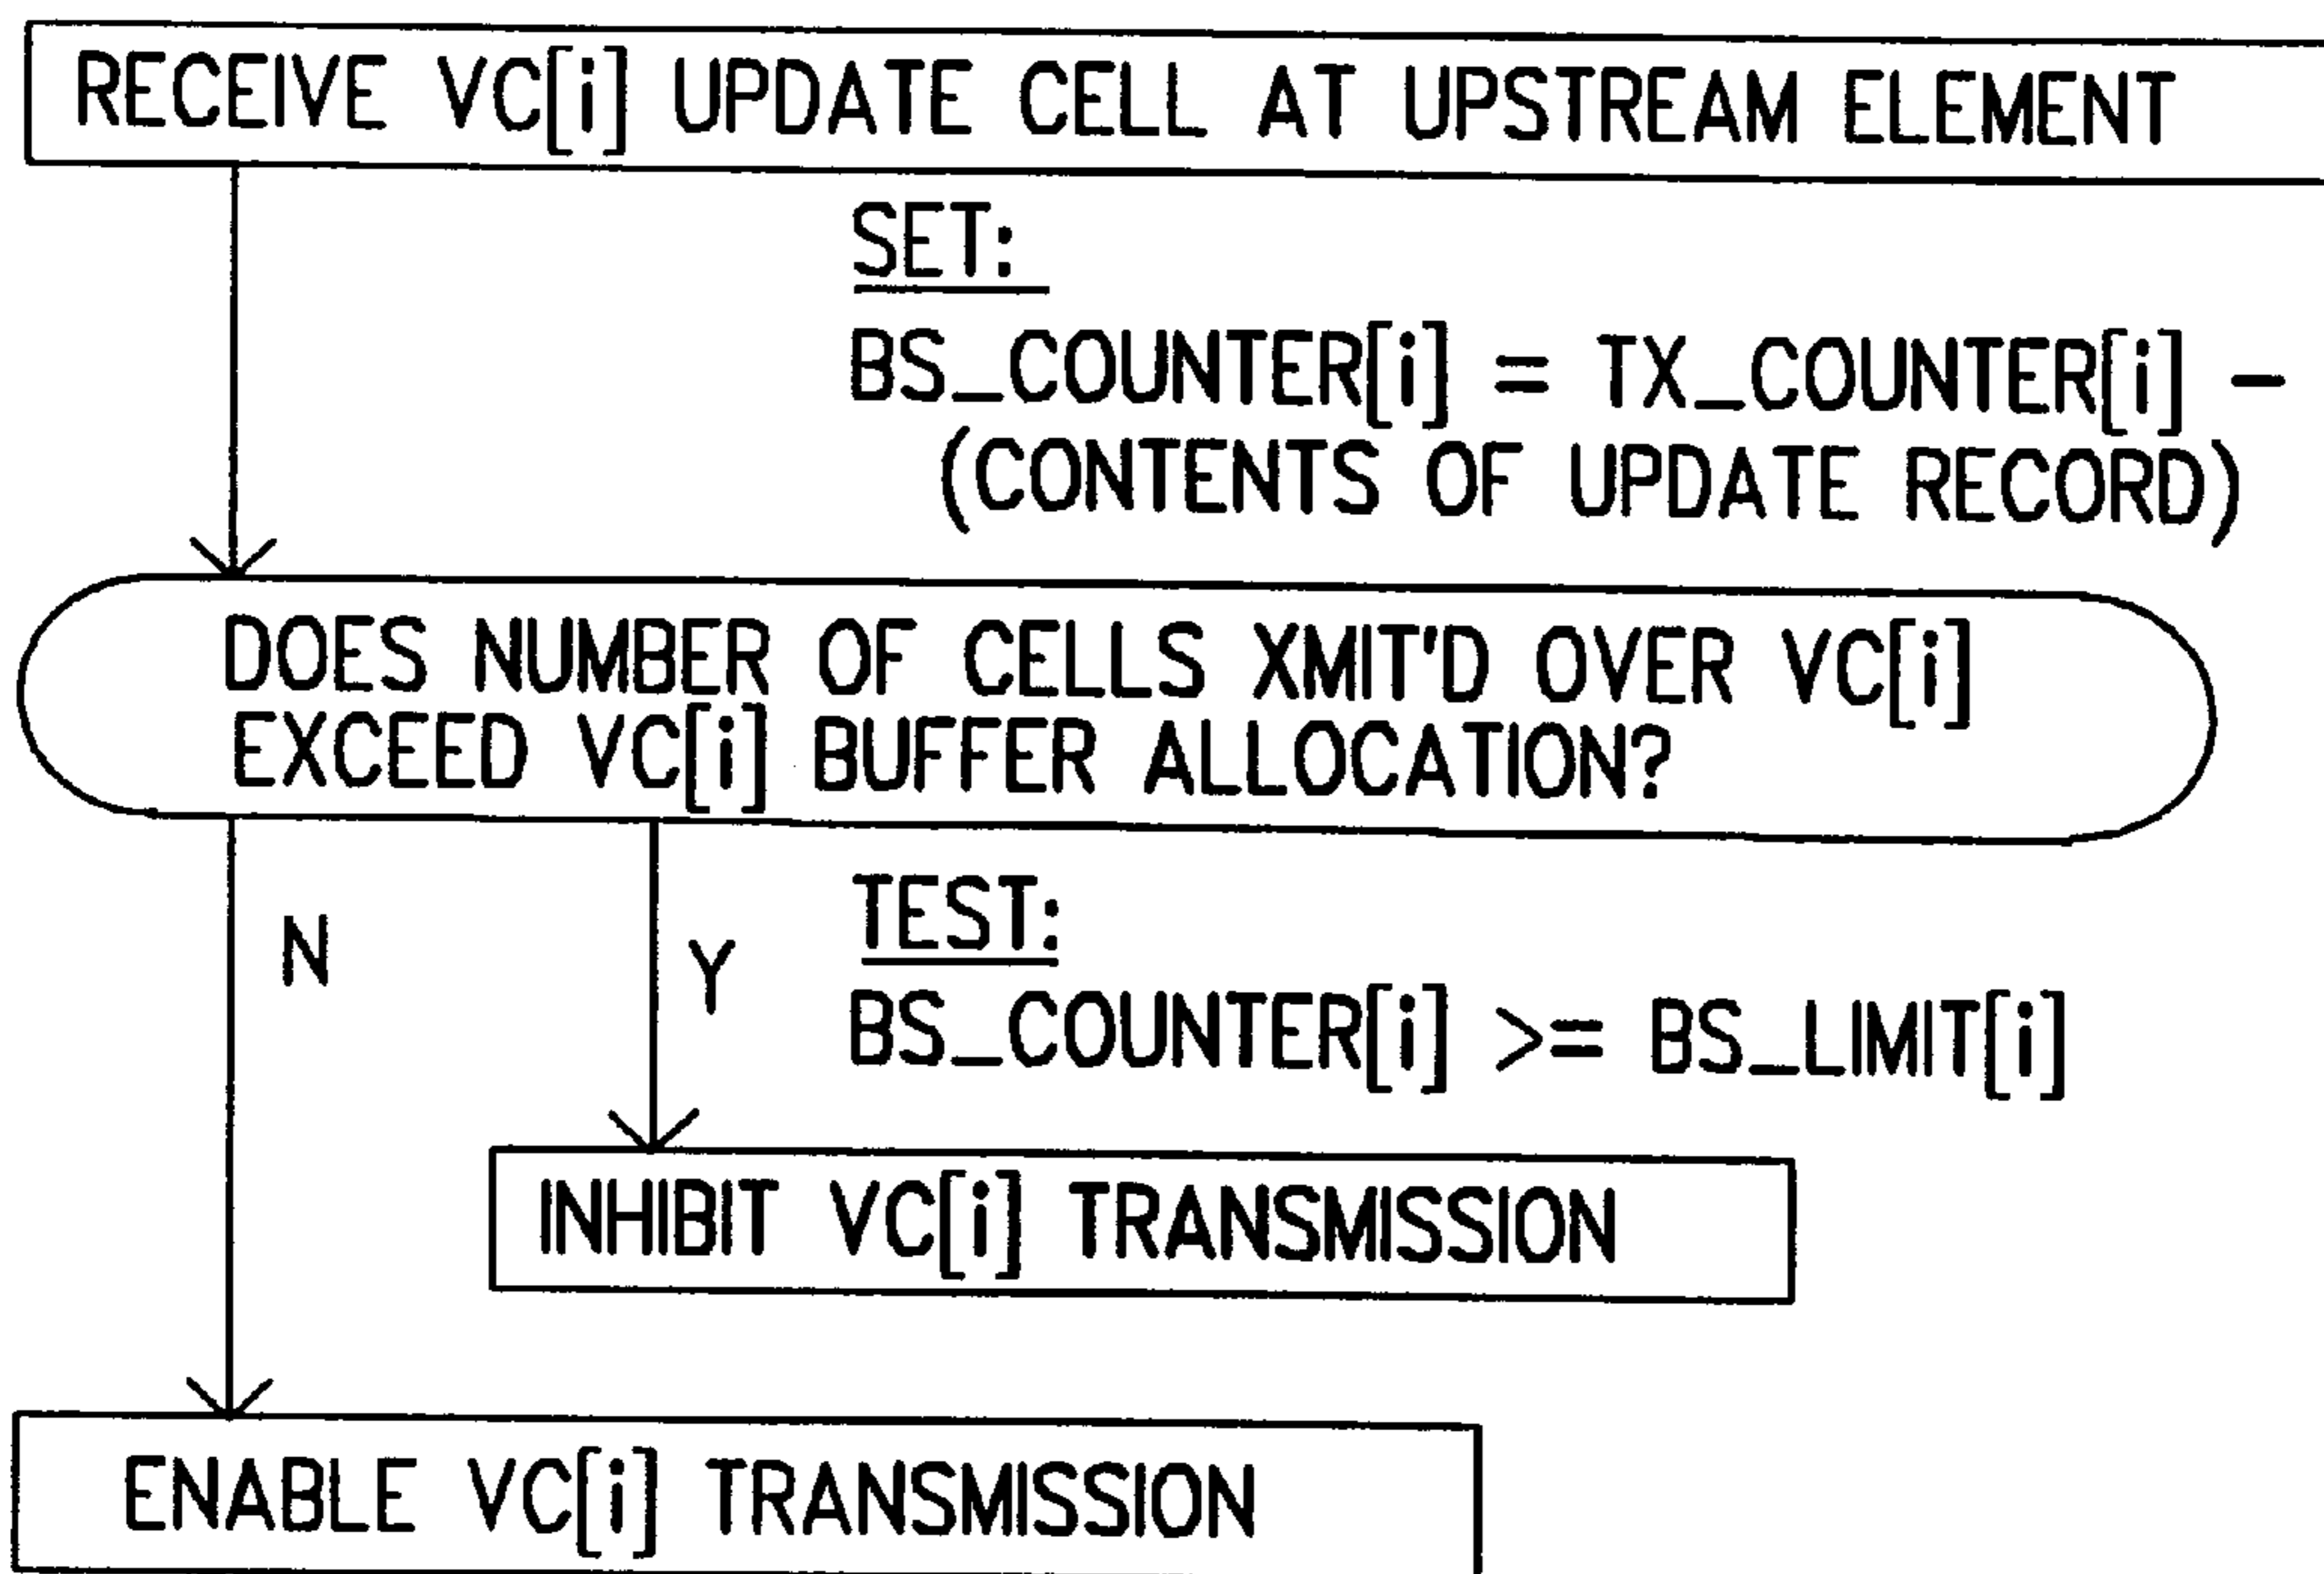 RECEIVE VC[i] UPDATE CELL AT UPSTREAM ELEMENT
SET:
BS_COUNTER[i] = TX_COUNTER[i] -
(CONTENTS OF UPDATE RECORD)
DOES NUMBER OF CELLS XMIT'D OVER VC[i]
EXCEED VC[i] BUFFER ALLOCATION?
N
Y
TEST:
BS_COUNTER[i] >= BS_LIMIT[i]
INHIBIT VC[i] TRANSMISSION
ENABLE VC[i] TRANSMISSION